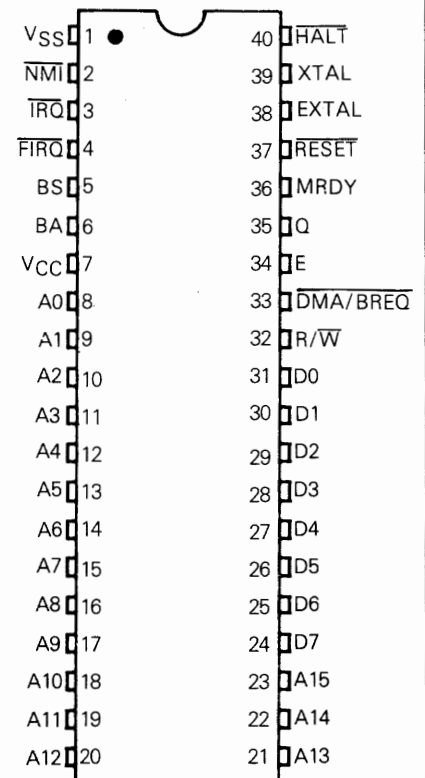 VSS 1 40 HALT
NMI 2 39 XTAL
IRQ 3 38 EXTAL
FIRQ 4 37 RESET
BS 5 36 MRDY
BA 6 35 Q
VCC 7 34 E
A0 8 33 DMA/BREQ
A1 9 32 R/W
A2 10 31 D0
A3 11 30 D1
A4 12 29 D2
A5 13 28 D3
A6 14 27 D4
A7 15 26 D5
A8 16 25 D6
A9 17 24 D7
A10 18 23 A15
A11 19 22 A14
A12 20 21 A13